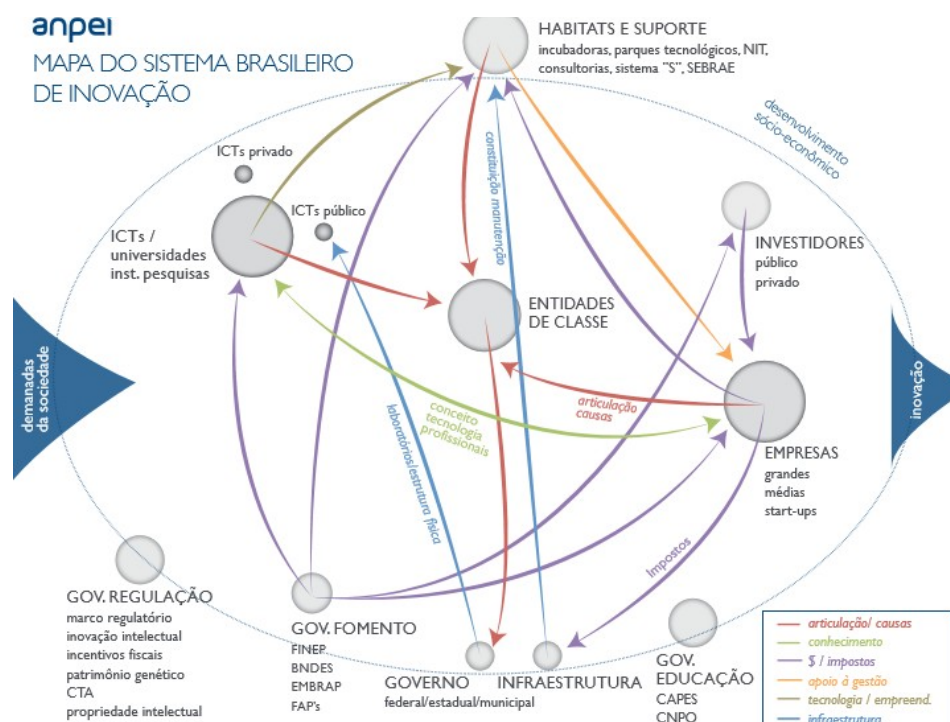 anpei
MAPA DO SISTEMA BRASILEIRO
DE INOVAÇÃO
HABITATS E SUPORTE
incubadoras, parques tecnológicos, NIT,
consultorias, sistema "S", SEBRAE
desenvolvimento
sócio-econômico
ICTs privado
ICTs público
ICTs /
universidades
inst. pesquisas
constituição manutenção
INVESTIDORES
público
privado
ENTIDADES
DE CLASSE
demanadas
da sociedade
inovação
articulação
causas
conceito
tecnologia
profissionais
laboratórios/estrutura física
EMPRESAS
grandes
médias
start-ups
Impostos
GOV. REGULAÇÃO
marco regulatório
inovação intelectual
incentivos fiscais
patrimônio genético
CTA
propriedade intelectual
GOV. FOMENTO
FINEP
BNDES
EMBRAP
FAP's
GOVERNO
federal/estadual/municipal
INFRAESTRUTURA
GOV.
EDUCAÇÃO
CAPES
CNPQ
articulação/ causas
conhecimento
$ / impostos
apoio à gestão
tecnologia / empreend.
infraestrutura